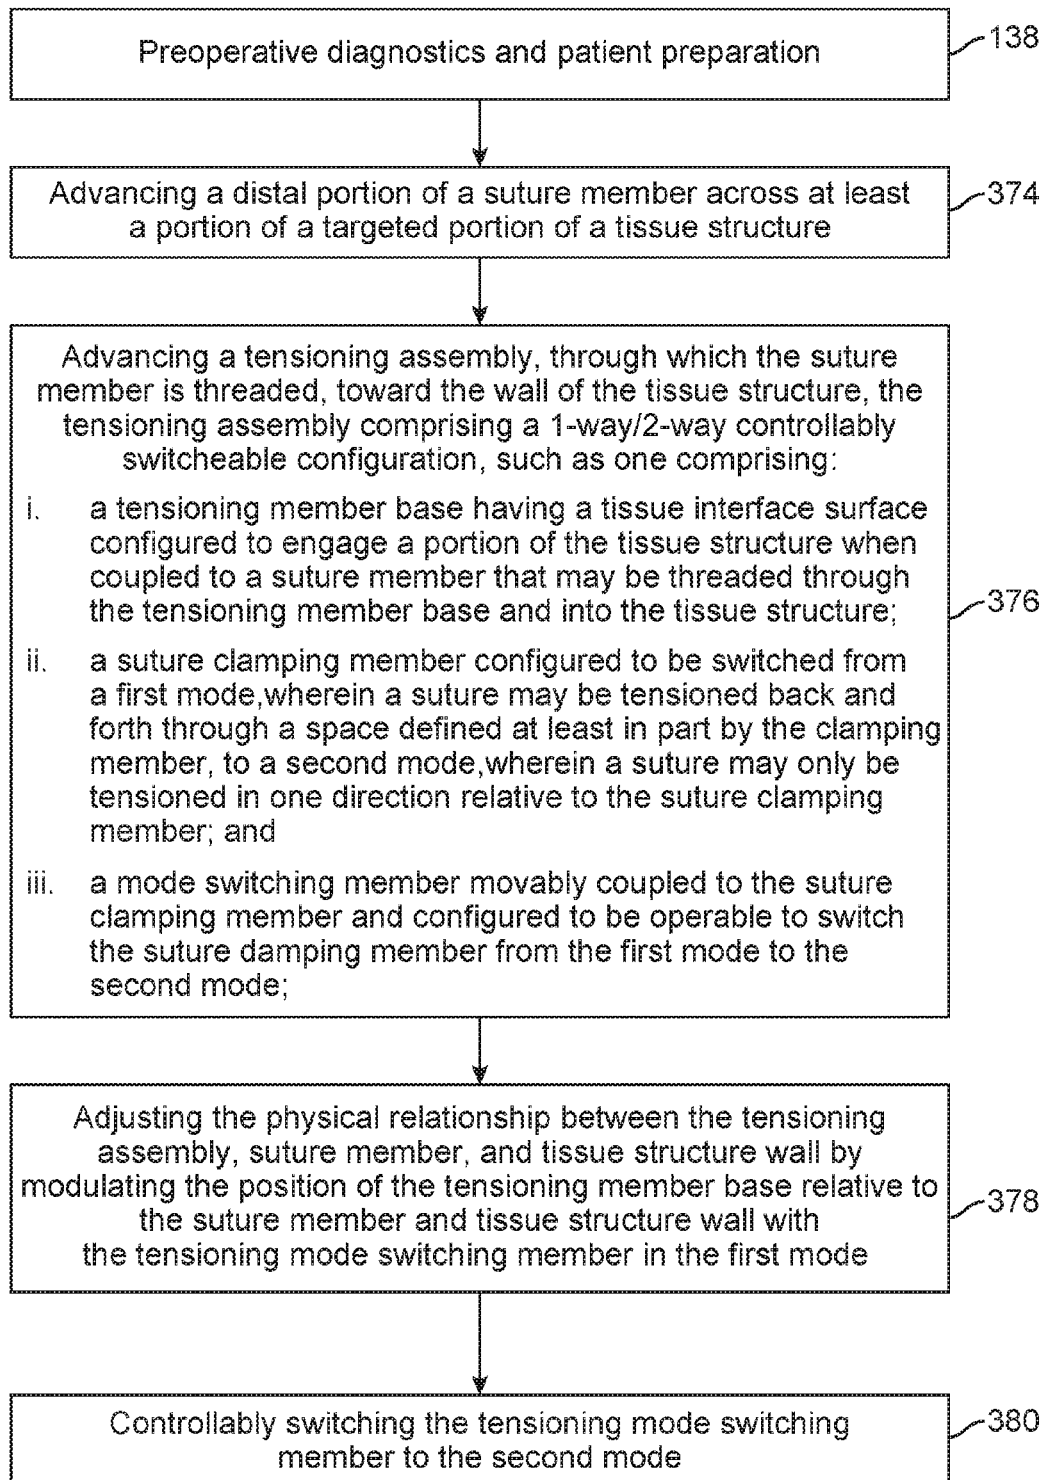 Preoperative diagnostics and patient preparation
138
Advancing a distal portion of a suture member across at least
a portion of a targeted portion of a tissue structure
374
Advancing a tensioning assembly, through which the suture
member is threaded, toward the wall of the tissue structure, the
tensioning assembly comprising a 1-way/2-way controllably
switcheable configuration, such as one comprising:
i. a tensioning member base having a tissue interface surface
configured to engage a portion of the tissue structure when
coupled to a suture member that may be threaded through
the tensioning member base and into the tissue structure;
ii. a suture clamping member configured to be switched from
a first mode,wherein a suture may be tensioned back and
forth through a space defined at least in part by the clamping
member, to a second mode,wherein a suture may only be
tensioned in one direction relative to the suture clamping
member; and
iii. a mode switching member movably coupled to the suture
clamping member and configured to be operable to switch
the suture damping member from the first mode to the
second mode;
376
Adjusting the physical relationship between the tensioning
assembly, suture member, and tissue structure wall by
modulating the position of the tensioning member base relative to
the suture member and tissue structure wall with
the tensioning mode switching member in the first mode
378
Controllably switching the tensioning mode switching
member to the second mode
380